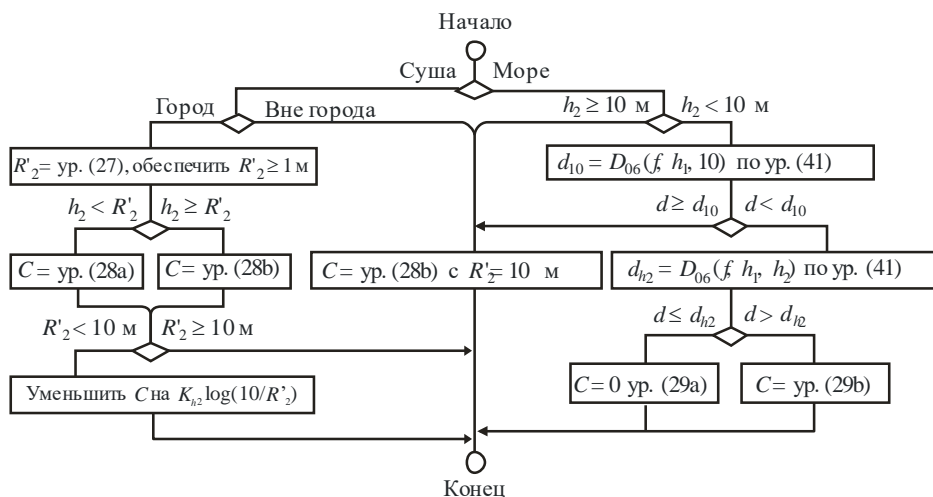 Начало
Суша Море
Город Вне города h₂ ≥ 10 м h₂ < 10 м
R'₂ = ур. (27), обеспечить R'₂ ≥ 1 м
d₁₀ = D₀₆ (f, h₁, 10) по ур. (41)
h₂ < R'₂ h₂ ≥ R'₂
d ≥ d₁₀ d < d₁₀
C = ур. (28a)
C = ур. (28b)
C = ур. (28b) с R'₂ = 10 м
d_h2 = D₀₆ (f, h₁, h₂) по ур. (41)
R'₂ < 10 м R'₂ ≥ 10 м
d ≤ d_h2 d > d_h2
Уменьшить C на K_h2 log(10/R'₂)
C = 0 ур. (29a)
C = ур. (29b)
Конец